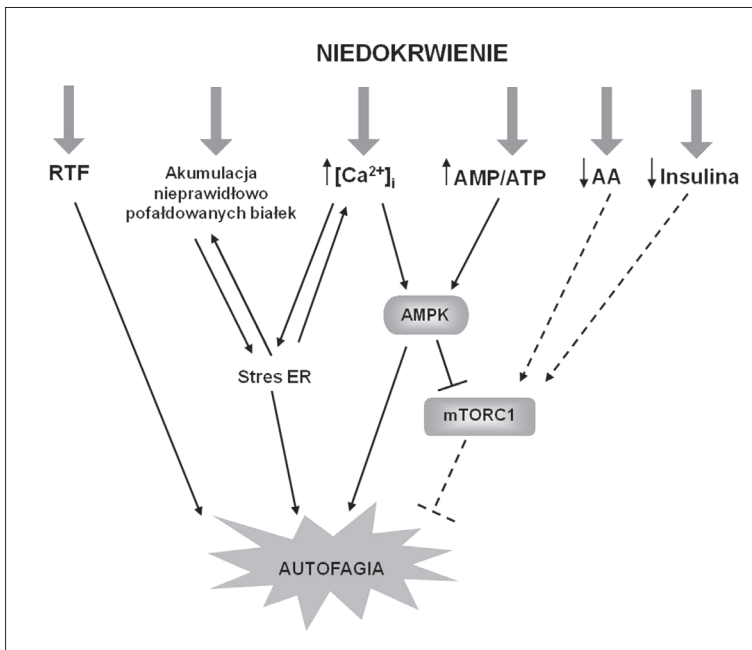 NIEDOKRWIENIE
RTF
Akumulacja
nieprawidłowo
pofałdowanych białek
↑[Ca²⁺]ᵢ
↑AMP/ATP
↓AA
↓Insulina
AMPK
Stres ER
mTORC1
AUTOFAGIA